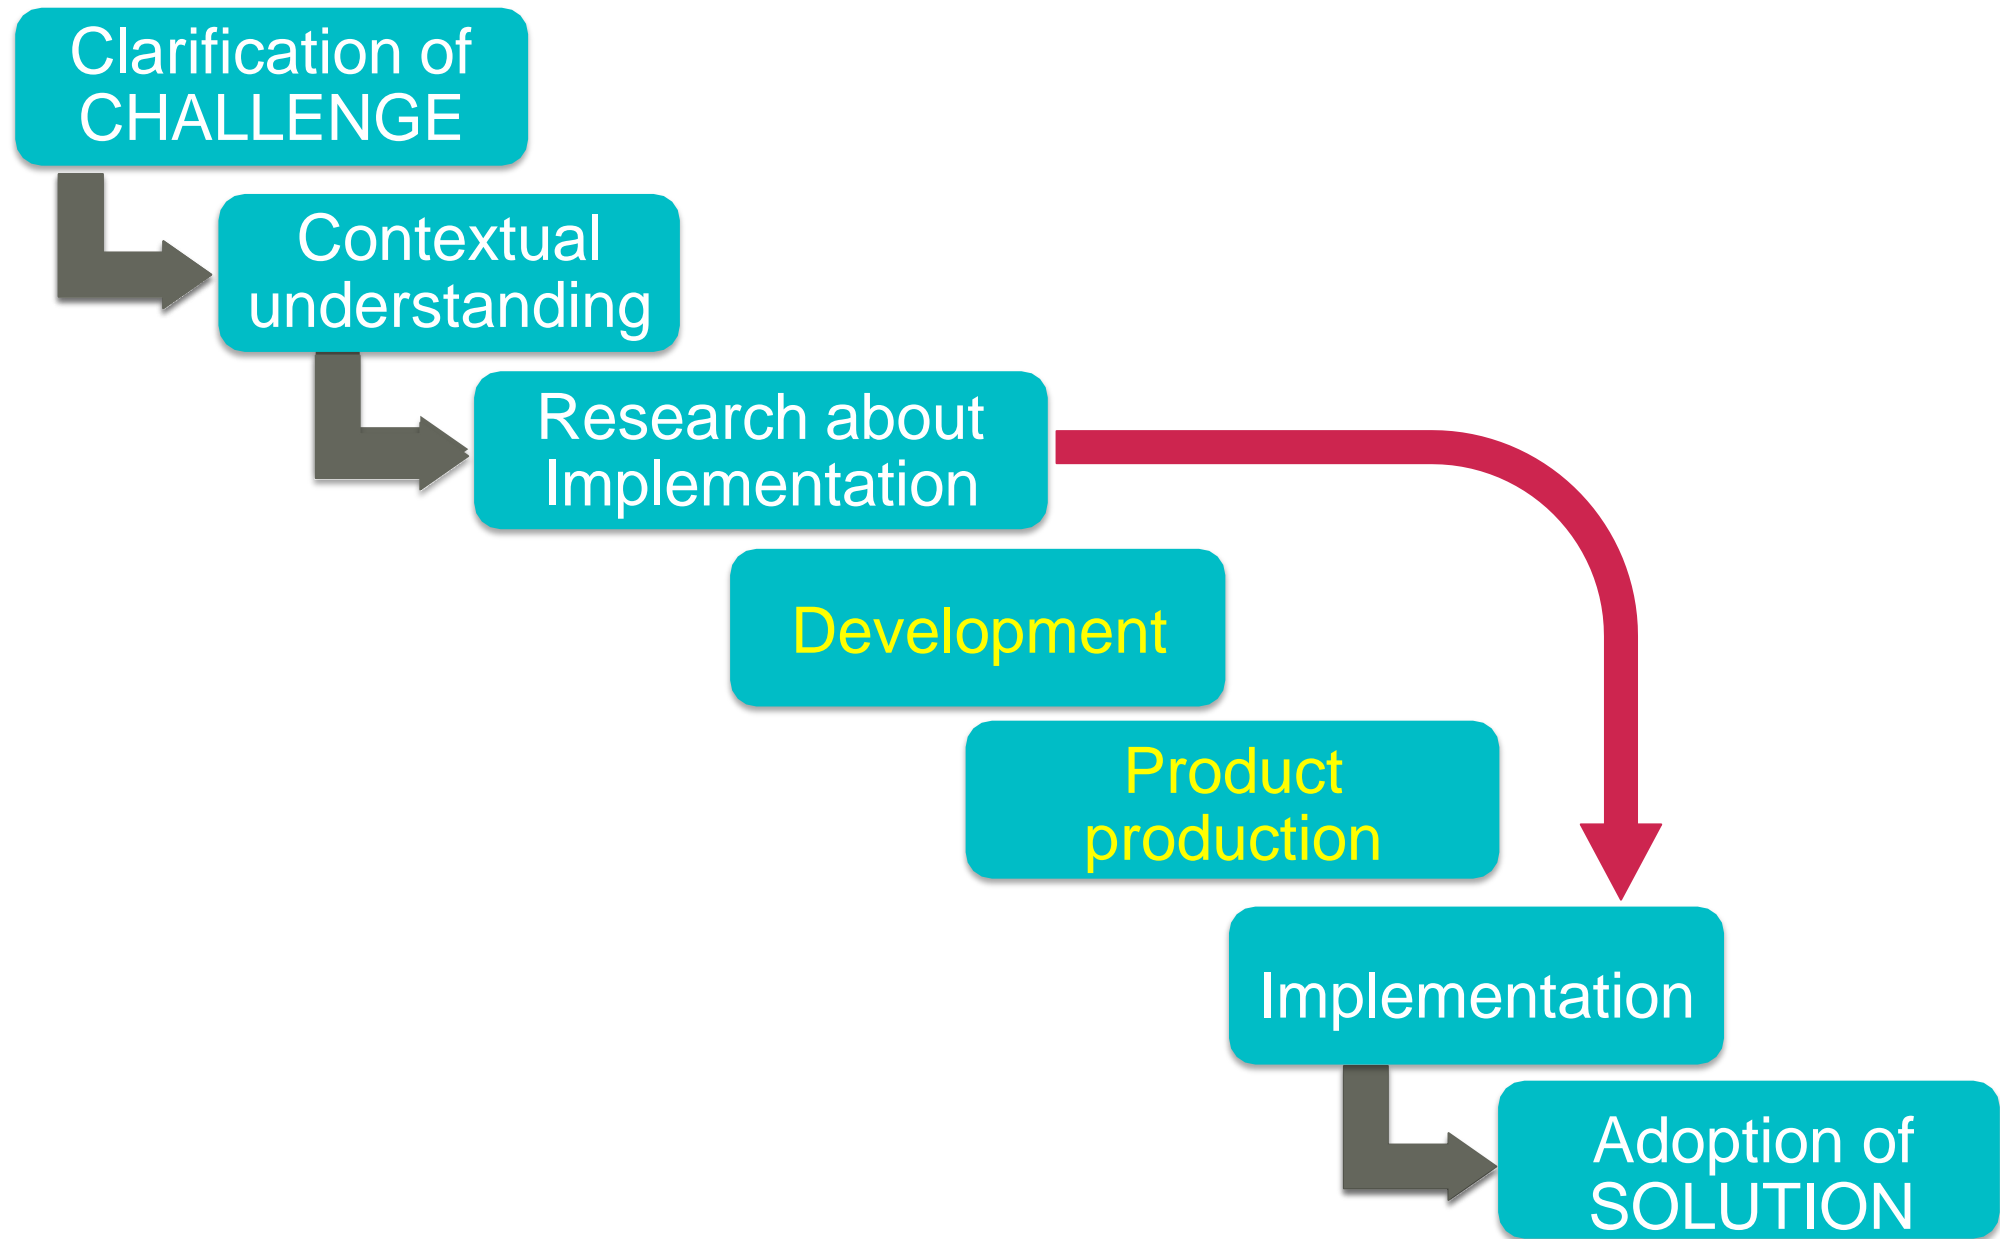 Clarification of
CHALLENGE
Contextual
understanding
Research about
Implementation
Development
Product
production
Implementation
Adoption of
SOLUTION